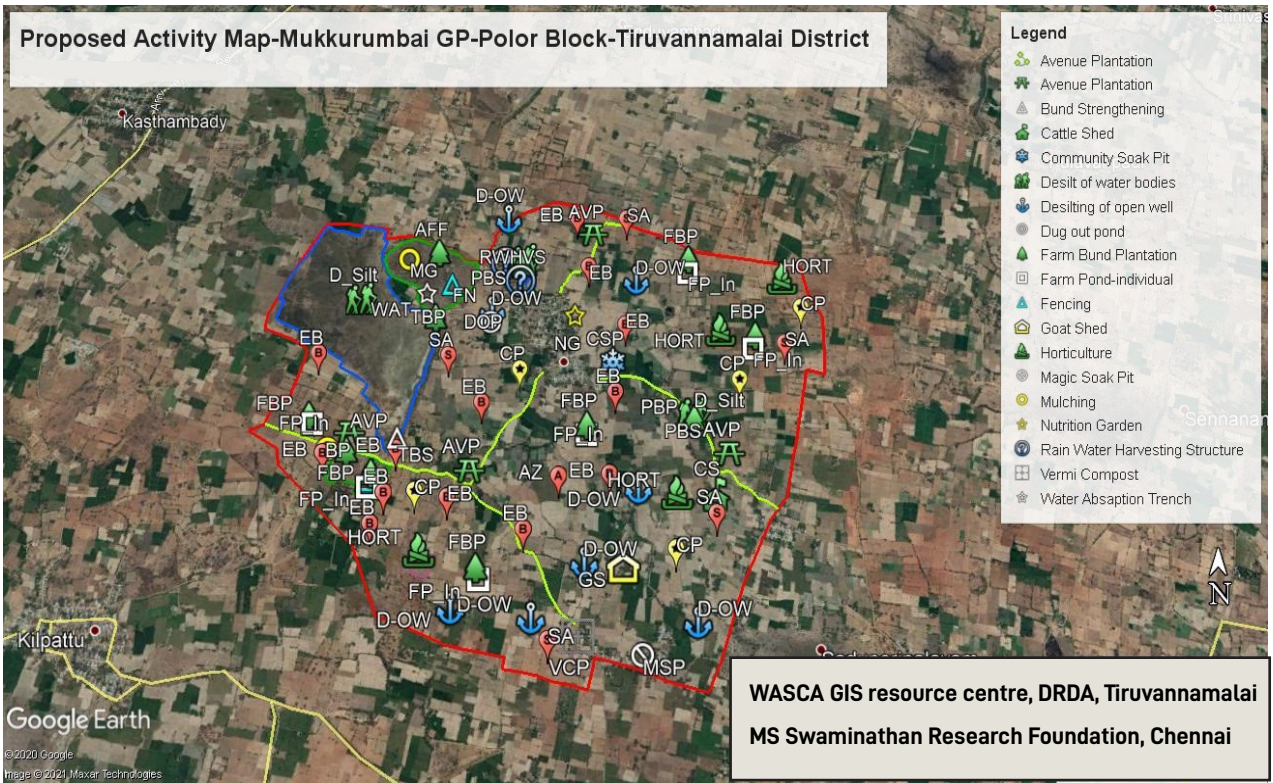 Proposed Activity Map-Mukkurumbai GP-Polor Block-Tiruvannamalai District
Legend
Avenue Plantation
Avenue Plantation
Bund Strengthening
Cattle Shed
Community Soak Pit
Desilt of water bodies
Desilting of open well
Dug out pond
Farm Bund Plantation
Farm Pond-individual
Fencing
Goat Shed
Horticulture
Magic Soak Pit
Mulching
Nutrition Garden
Rain Water Harvesting Structure
Vermi Compost
Water Absaption Trench
Kasthambady
D-OW
EB AVP SA
AFF
FBP
RWHVS
MG
PBS
EB
D-OW
HORT
D_Silt
FP_In
FN
D-OW
WAT
TBP
DOP
CP
EB
FBP
EB
SA
NG
CSP
HORT
SA
CP
FP_In
EB
CP
EB
FBP
FBP
PBP
D_Silt
FP_In
AVP
FP_In
PBS
AVP
EB
BP
EB
TBS
AVP
FBP
EB
AZ
EB
HORT
CS
FP_In
CP
EB
D-OW
SA
EB
EB
HORT
FBP
D-OW
CP
GS
FP_In
D-OW
D-OW
D-OW
SA
VCP
MSP
N
Kilpattu
Sennanan
WASCA GIS resource centre, DRDA, Tiruvannamalai
MS Swaminathan Research Foundation, Chennai
Google Earth
© 2020 Google
Image © 2021 Maxar Technologies